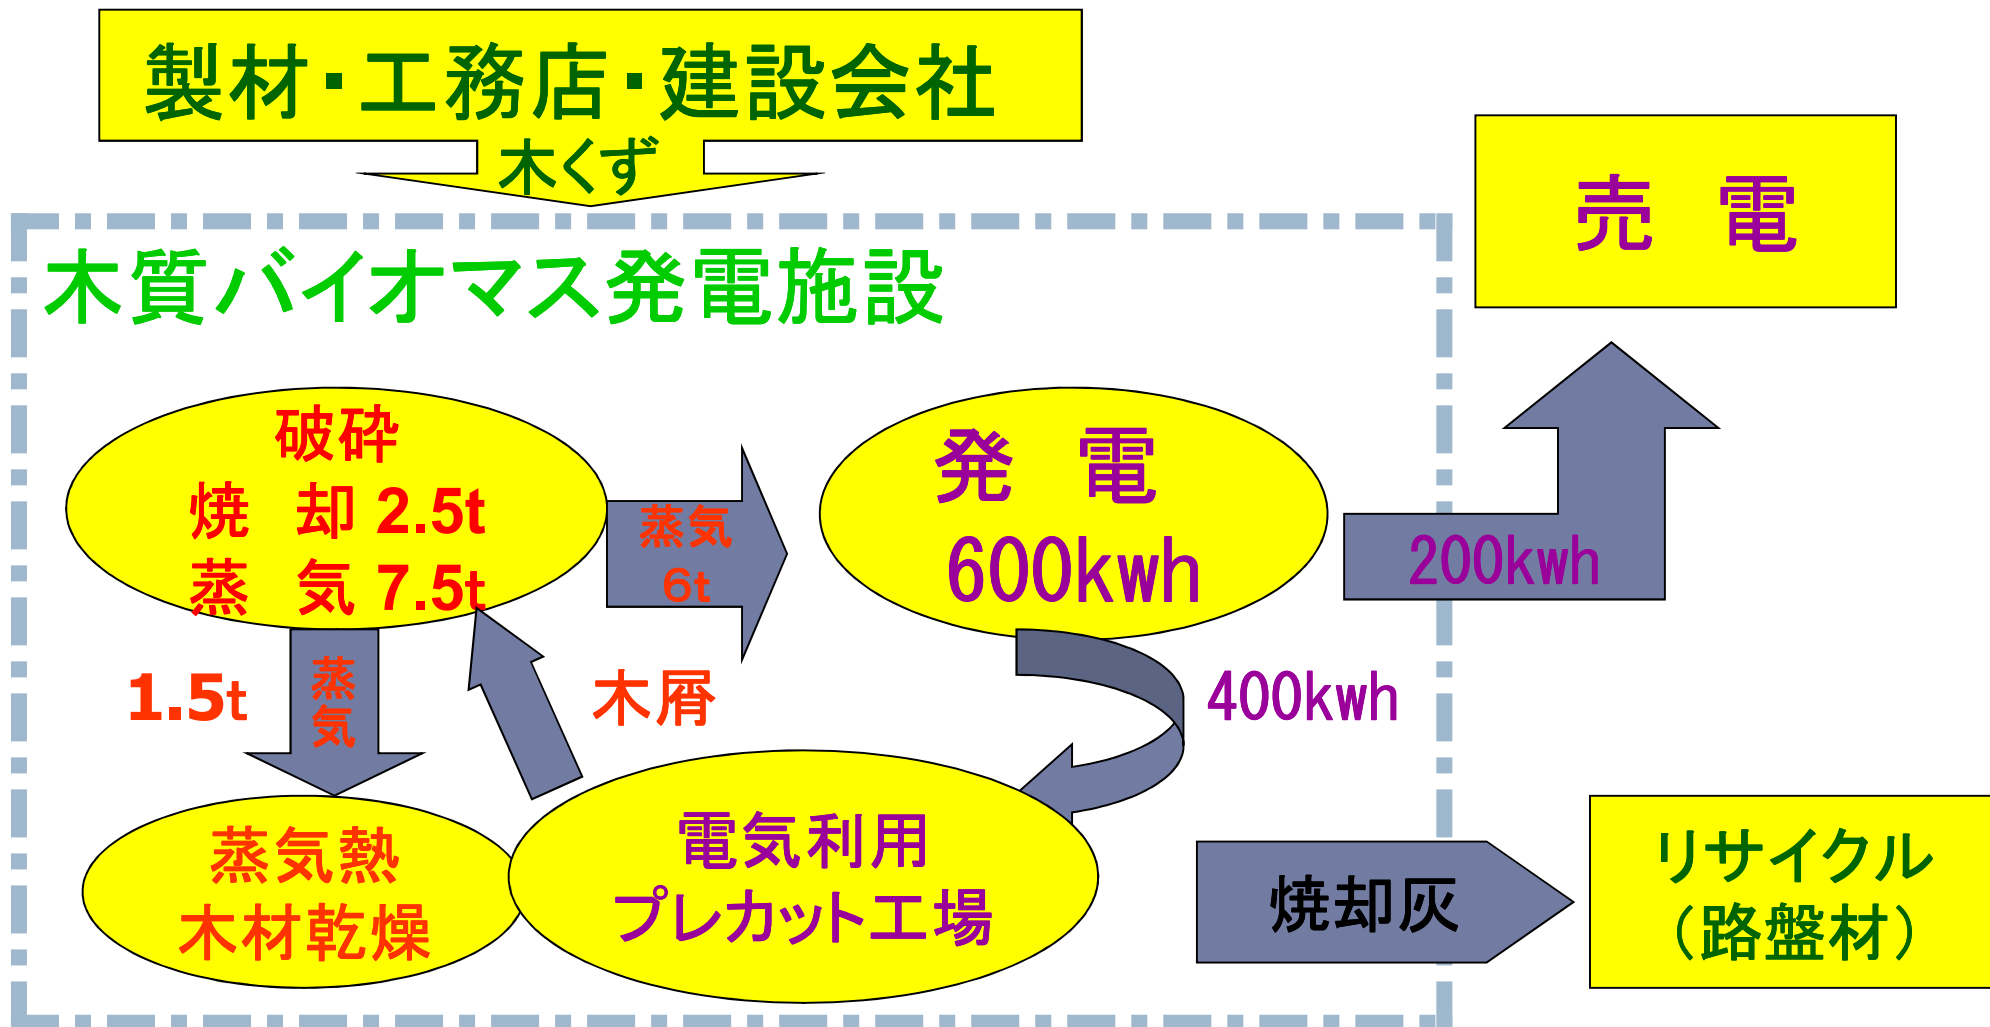 製材・工務店・建設会社
木くず
売　電
木質バイオマス発電施設
破砕
焼　却 2.5t
蒸　気 7.5t
蒸気
６t
発　電
600kwh
200kwh
1.5t
蒸
気
木屑
400kwh
蒸気熱
木材乾燥
電気利用
プレカット工場
焼却灰
リサイクル
（路盤材）